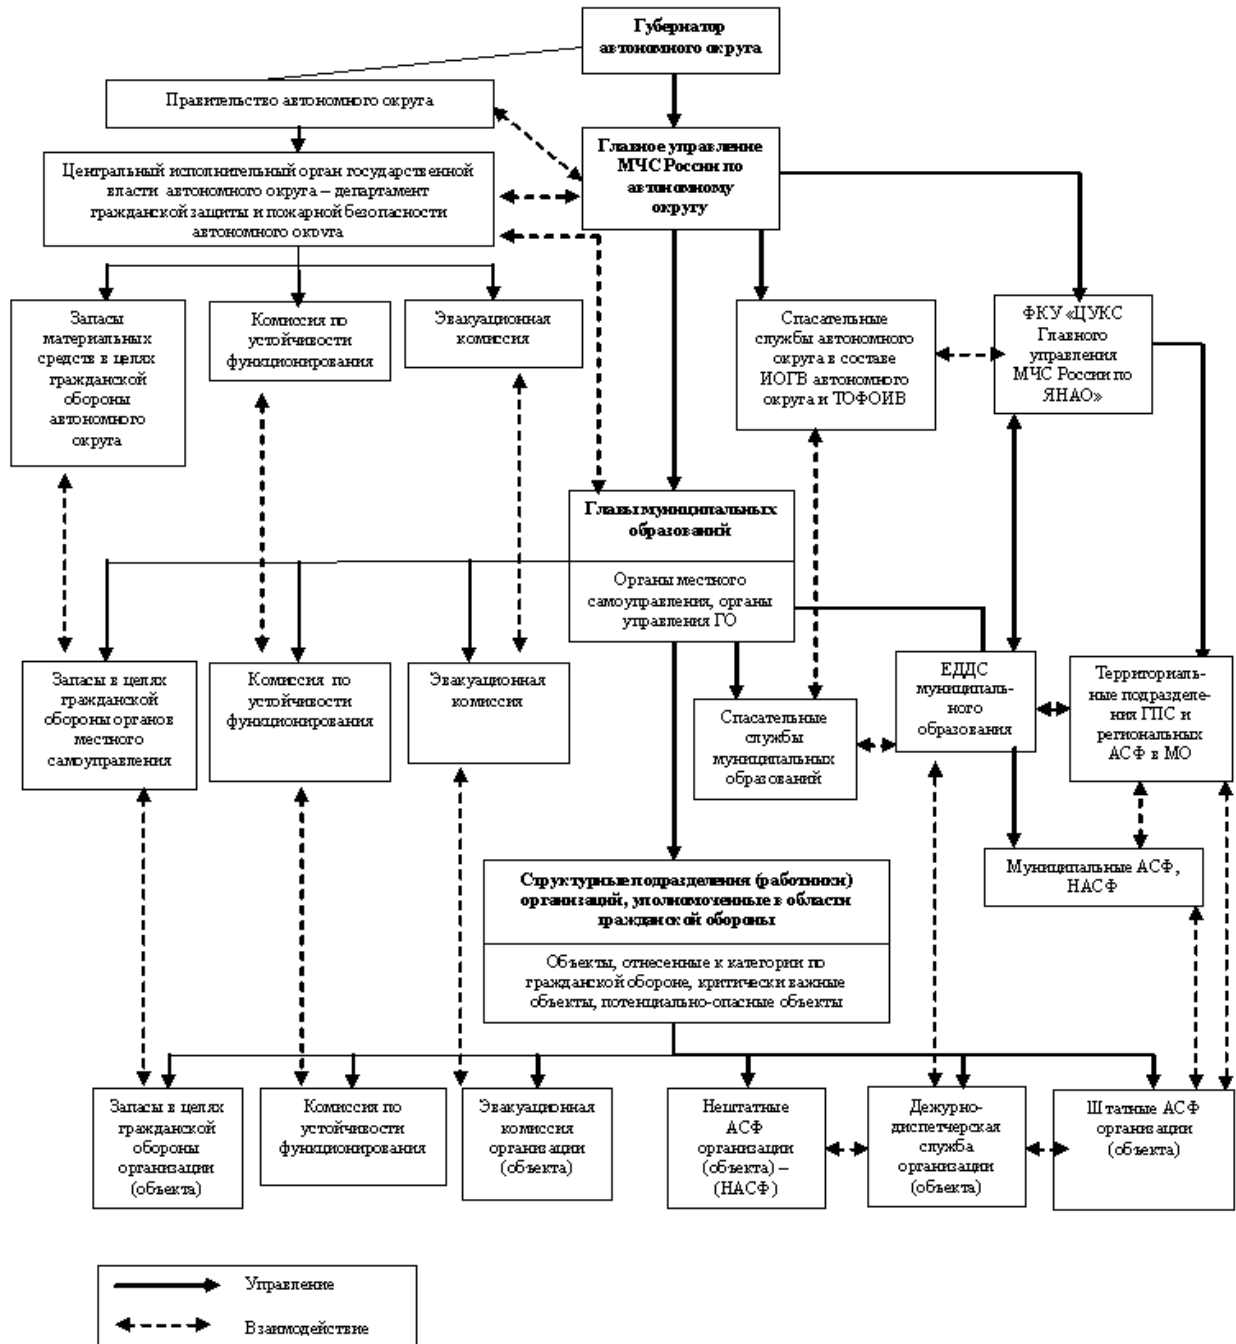 Губернатор
автономного округа
Правительство автономного округа
Главное управление
МЧС России по
автономному
округу
Центральный исполнительный орган государственной
власти автономного округа – департамент
гражданской защиты и пожарной безопасности
автономного округа
Запасы
материальных
средств в целях
гражданской
обороны
автономного
округа
Комиссия по
устойчивости
функционирования
Эвакуационная
комиссия
Спасательные
службы автономного
округа в составе
ИОГВ автономного
округа и ТОФОИВ
ФКУ «ЦУКС
Главного
управления
МЧС России по
ЯНАО»
Главы муниципальных
образований
Органы местного
самоуправления, органы
управления ГО
Запасы в целях
гражданской
обороны органов
местного
самоуправления
Комиссия по
устойчивости
функционирования
Эвакуационная
комиссия
Спасательные
службы
муниципальных
образований
ЕДДС
муниципаль-
ного
образования
Территориаль-
ные подразделе-
ния ГПС и
региональных
АСФ в МО
Муниципальные АСФ,
НАСФ
Структурные подразделения (работники)
организаций, уполномоченные в области
гражданской обороны
Объекты, отнесенные к категории по
гражданской обороне, критически важные
объекты, потенциально-опасные объекты
Запасы в целях
гражданской
обороны
организации
(объекта)
Комиссия по
устойчивости
функционирования
Эвакуационная
комиссия
организации
(объекта)
Нештатные
АСФ
организации
(объекта) –
(НАСФ)
Дежурно-
диспетчерская
служба
организации
(объекта)
Штатные АСФ
организации
(объекта)
Управление
Взаимодействие